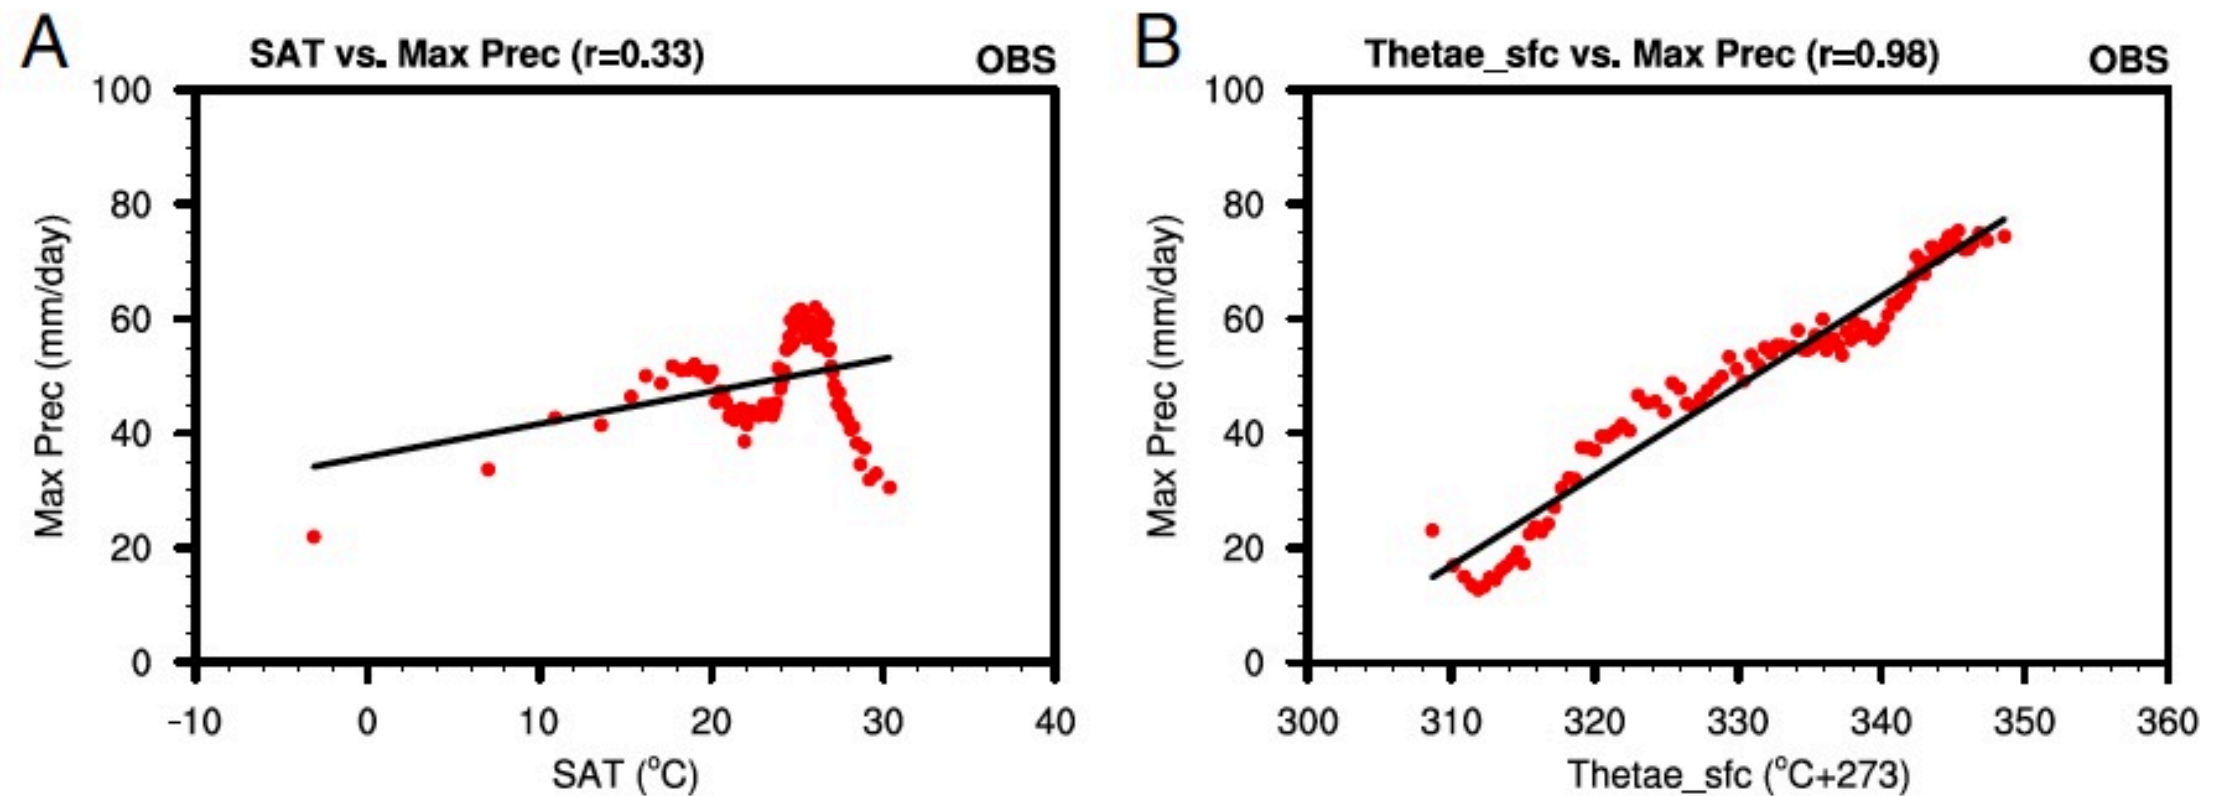 A
SAT vs. Max Prec (r=0.33)
OBS
100
80
60
40
20
0
Max Prec (mm/day)
-10 0 10 20 30 40
SAT (°C)
B
Thetae_sfc vs. Max Prec (r=0.98)
OBS
100
80
60
40
20
0
Max Prec (mm/day)
300 310 320 330 340 350 360
Thetae_sfc (°C+273)